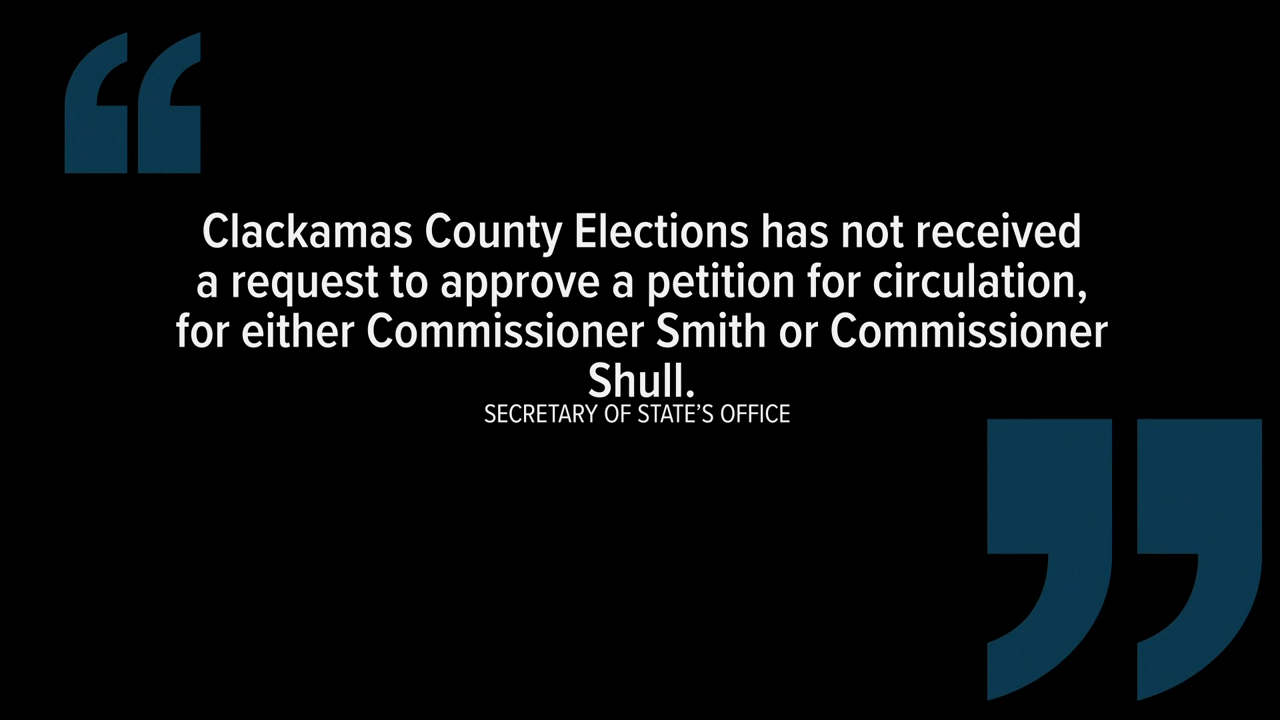 Clackamas County Elections has not received
a request to approve a petition for circulation,
for either Commissioner Smith or Commissioner
Shull.
SECRETARY OF STATE’S OFFICE